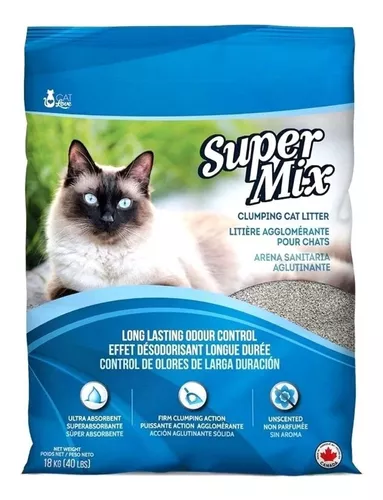 CAT
Love
Super
Mix
CLUMPING CAT LITTER
LITIÈRE AGGLOMÉRANTE
POUR CHATS
ARENA SANITARIA
AGLUTINANTE
LONG LASTING ODOUR CONTROL
EFFET DÉSODORISANT LONGUE DURÉE
CONTROL DE OLORES DE LARGA DURACIÓN
ULTRA ABSORBENT
SUPERABSORBANTE
SÚPER ABSORBENTE
FIRM CLUMPING ACTION
PUISSANTE ACTION AGGLOMÉRANTE
ACCIÓN AGLUTINANTE SÓLIDA
UNSCENTED
NON PARFUMÉE
SIN AROMA
NET WEIGHT
POIDS NET / PESO NETO
18 KG (40 LBS)
CANADA